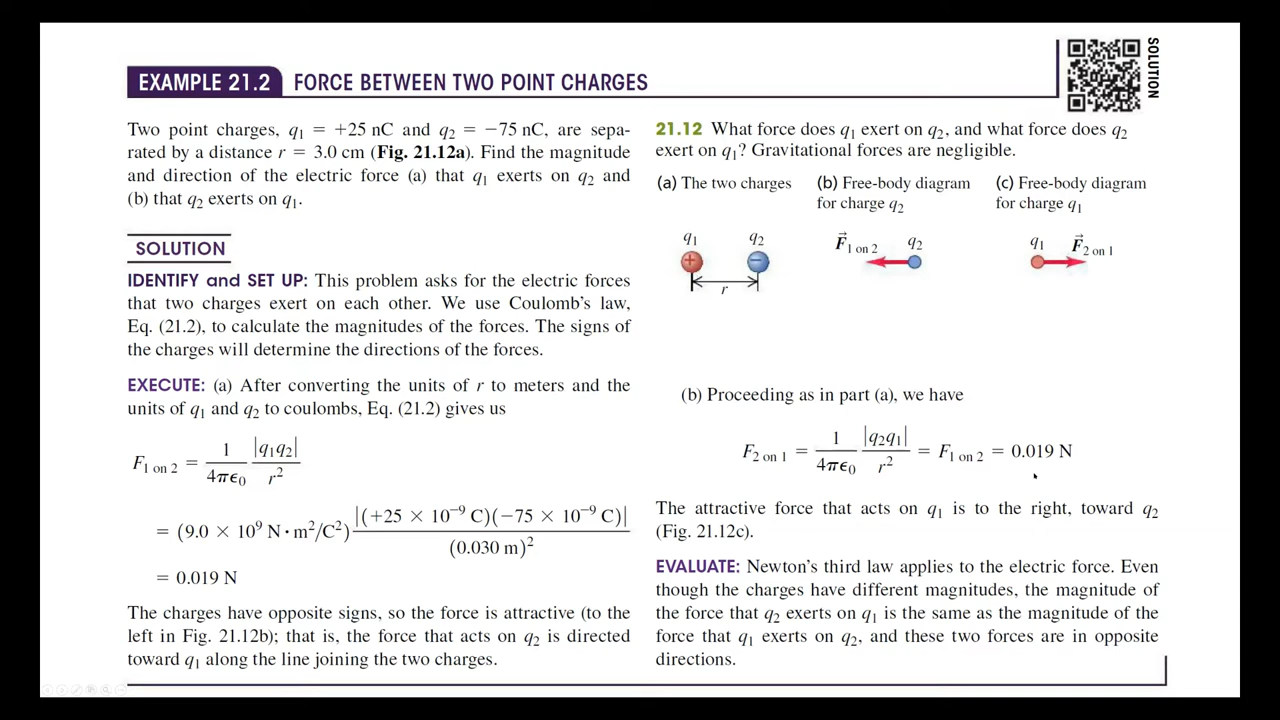 EXAMPLE 21.2 FORCE BETWEEN TWO POINT CHARGES
SOLUTION
Two point charges, q₁ = +25 nC and q₂ = −75 nC, are sepa-
rated by a distance r = 3.0 cm (Fig. 21.12a). Find the magnitude
and direction of the electric force (a) that q₁ exerts on q₂ and
(b) that q₂ exerts on q₁.
SOLUTION
IDENTIFY and SET UP: This problem asks for the electric forces
that two charges exert on each other. We use Coulomb's law,
Eq. (21.2), to calculate the magnitudes of the forces. The signs of
the charges will determine the directions of the forces.
EXECUTE: (a) After converting the units of r to meters and the
units of q₁ and q₂ to coulombs, Eq. (21.2) gives us
F₁ on ₂ = 1/(4πϵ₀) |q₁q₂|/r²
= (9.0 × 10⁹ N·m²/C²) |(+25 × 10⁻⁹ C)(−75 × 10⁻⁹ C)|/(0.030 m)²
= 0.019 N
The charges have opposite signs, so the force is attractive (to the
left in Fig. 21.12b); that is, the force that acts on q₂ is directed
toward q₁ along the line joining the two charges.
21.12 What force does q₁ exert on q₂, and what force does q₂
exert on q₁? Gravitational forces are negligible.
(a) The two charges
(b) Free-body diagram
for charge q₂
(c) Free-body diagram
for charge q₁
q₁ q₂
+ −
r
F⃗₁ on ₂ q₂
q₁ F⃗₂ on ₁
(b) Proceeding as in part (a), we have
F₂ on ₁ = 1/(4πϵ₀) |q₂q₁|/r² = F₁ on ₂ = 0.019 N
The attractive force that acts on q₁ is to the right, toward q₂
(Fig. 21.12c).
EVALUATE: Newton's third law applies to the electric force. Even
though the charges have different magnitudes, the magnitude of
the force that q₂ exerts on q₁ is the same as the magnitude of the
force that q₁ exerts on q₂, and these two forces are in opposite
directions.